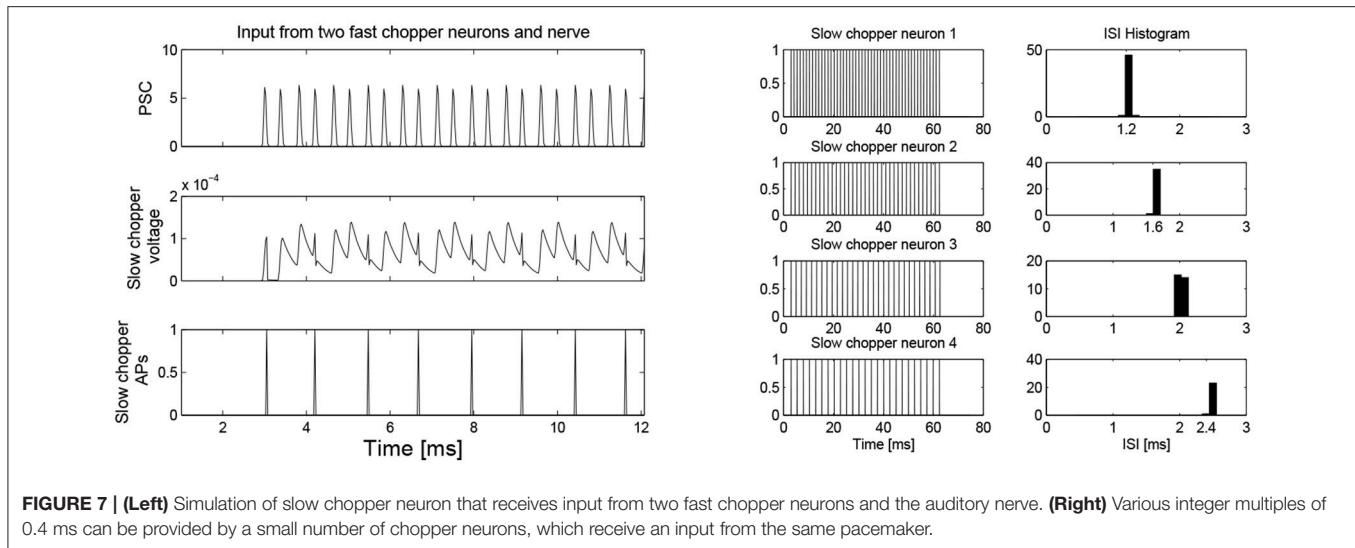 Input from two fast chopper neurons and nerve
10
5
0
PSC
x 10⁻⁴
2
1
0
Slow chopper
voltage
1
0.5
0
Slow chopper
APs
2 4 6 8 10 12
Time [ms]
Slow chopper neuron 1
1
0.5
0
0 20 40 60 80
Slow chopper neuron 2
1
0.5
0
0 20 40 60 80
Slow chopper neuron 3
1
0.5
0
0 20 40 60 80
Slow chopper neuron 4
1
0.5
0
0 20 40 60 80
Time [ms]
ISI Histogram
50
0
0 1.2 2 3
40
20
0
0 1 1.6 2 3
20
10
0
0 1 2 3
40
20
0
0 1 2 2.4 3
ISI [ms]
FIGURE 7 | (Left) Simulation of slow chopper neuron that receives input from two fast chopper neurons and the auditory nerve. (Right) Various integer multiples of
0.4 ms can be provided by a small number of chopper neurons, which receive an input from the same pacemaker.